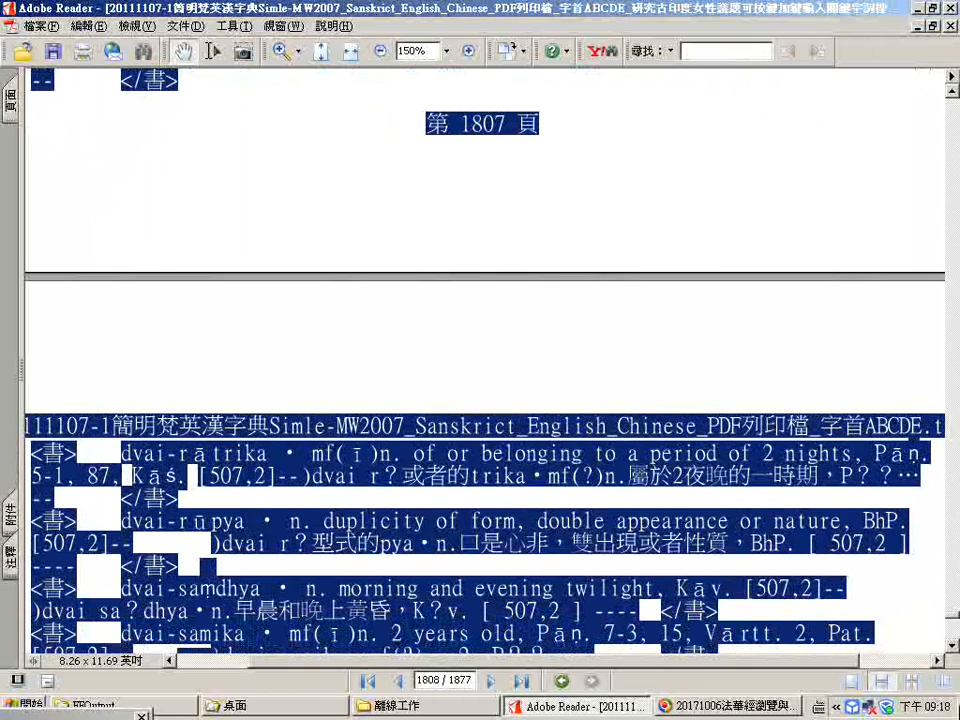 Adobe Reader - [20111107-1簡明梵英漢字典Simle-MW2007_Sanskrict_English_Chinese_PDF列印檔_字首ABCDE_研究古印度女性議題可按鍵加鍵輸入關鍵字詞搜
檔案(F) 編輯(E) 檢視(V) 文件(D) 工具(T) 視窗(W) 說明(H)
150% Y! 尋找:
頁面
-- </書>
第 1807 頁
111107-1簡明梵英漢字典Simle-MW2007_Sanskrict_English_Chinese_PDF列印檔_字首ABCDE.t
<書> dvai-rātrika • mf(ī)n. of or belonging to a period of 2 nights, Pāṇ.
5-1, 87, Kāś. [507,2]--)dvai r?或者的trika•mf(?)n.屬於2夜晚的一時期，P??…
-- </書>
<書> dvai-rūpya • n. duplicity of form, double appearance or nature, BhP.
[507,2]-- )dvai r?型式的pya•n.口是心非，雙出現或者性質，BhP. [ 507,2 ]
---- </書>
<書> dvai-saṃdhya • n. morning and evening twilight, Kāv. [507,2]--
)dvai sa?dhya•n.早晨和晚上黃昏，K?v. [ 507,2 ] ---- </書>
<書> dvai-samika • mf(ī)n. 2 years old, Pāṇ. 7-3, 15, Vārtt. 2, Pat.
附件
注釋
8.26 x 11.69 英吋
1808 / 1877
開始 FFOutput 桌面 離線工作 Adobe Reader - [201111... 20171006法華經瀏覽與... 下午 09:18